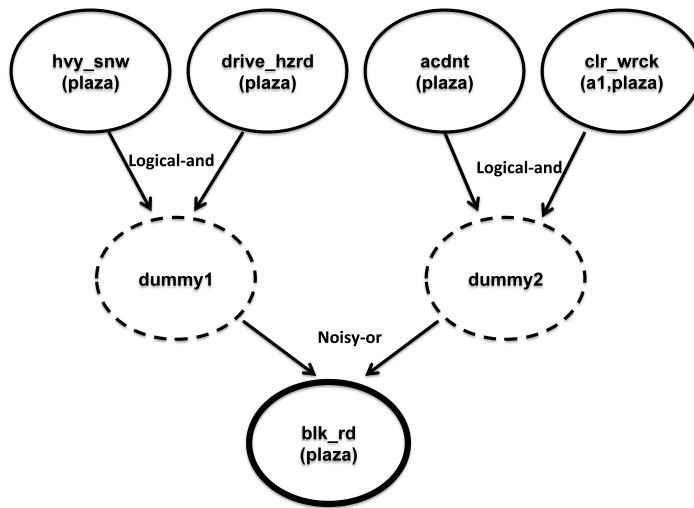 hvy_snw
(plaza)
drive_hzrd
(plaza)
acdnt
(plaza)
clr_wrck
(a1,plaza)
Logical-and
Logical-and
dummy1
dummy2
Noisy-or
blk_rd
(plaza)